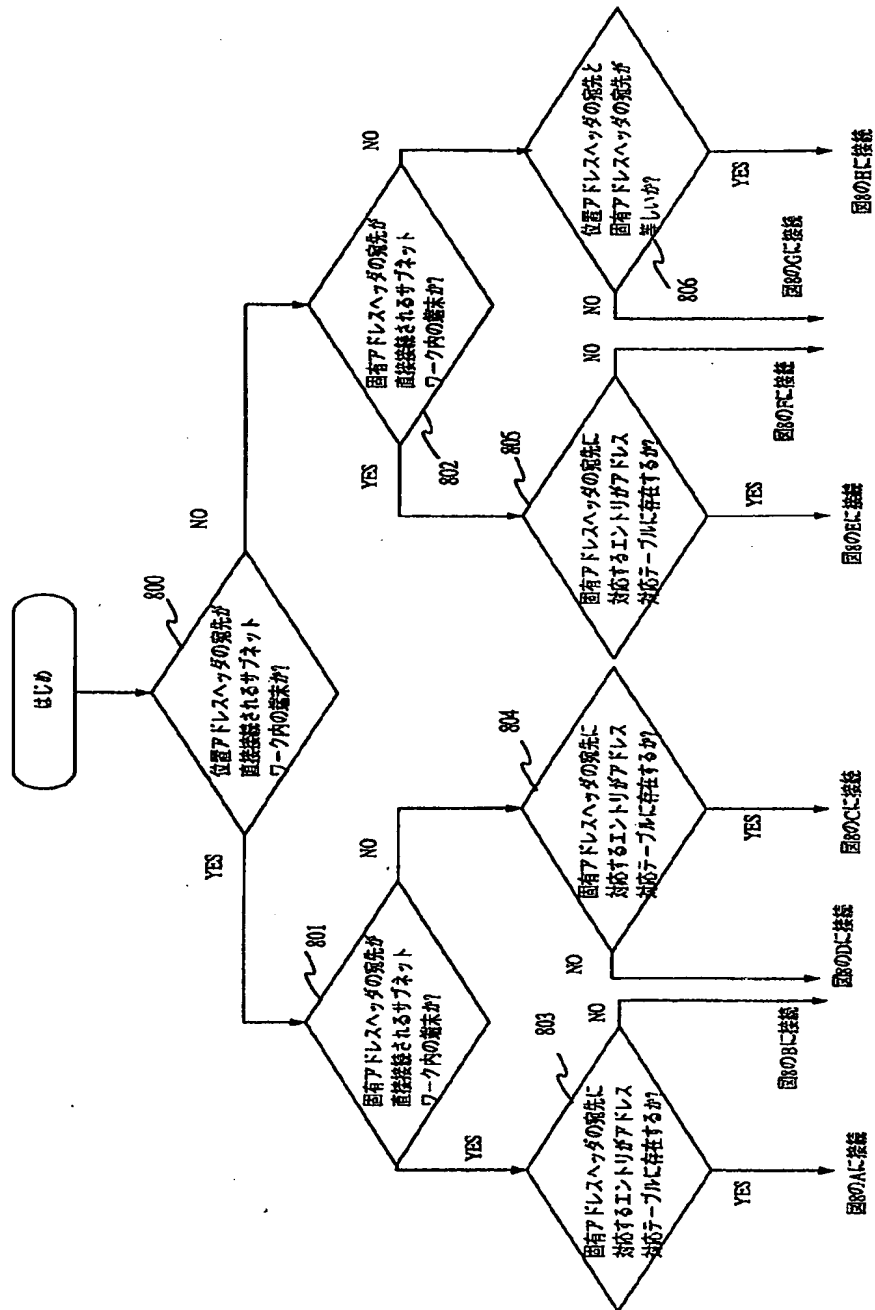 はじめ
800
位置アドレスヘッダの宛先が
直接接続されるサブネット
ワーク内の端末か?
YES
NO
801
固有アドレスヘッダの宛先が
直接接続されるサブネット
ワーク内の端末か?
YES
NO
802
固有アドレスヘッダの宛先が
直接接続されるサブネット
ワーク内の端末か?
YES
NO
803
固有アドレスヘッダの宛先に
対応するエントリがアドレス
対応テーブルに存在するか?
YES
NO
804
固有アドレスヘッダの宛先に
対応するエントリがアドレス
対応テーブルに存在するか?
NO
YES
805
固有アドレスヘッダの宛先に
対応するエントリがアドレス
対応テーブルに存在するか?
YES
NO
806
位置アドレスヘッダの宛先と
固有アドレスヘッダの宛先が
等しいか?
NO
YES
図8のAに接続
図8のBに接続
図8のDに接続
図8のCに接続
図8のEに接続
図8のFに接続
図8のGに接続
図8のHに接続